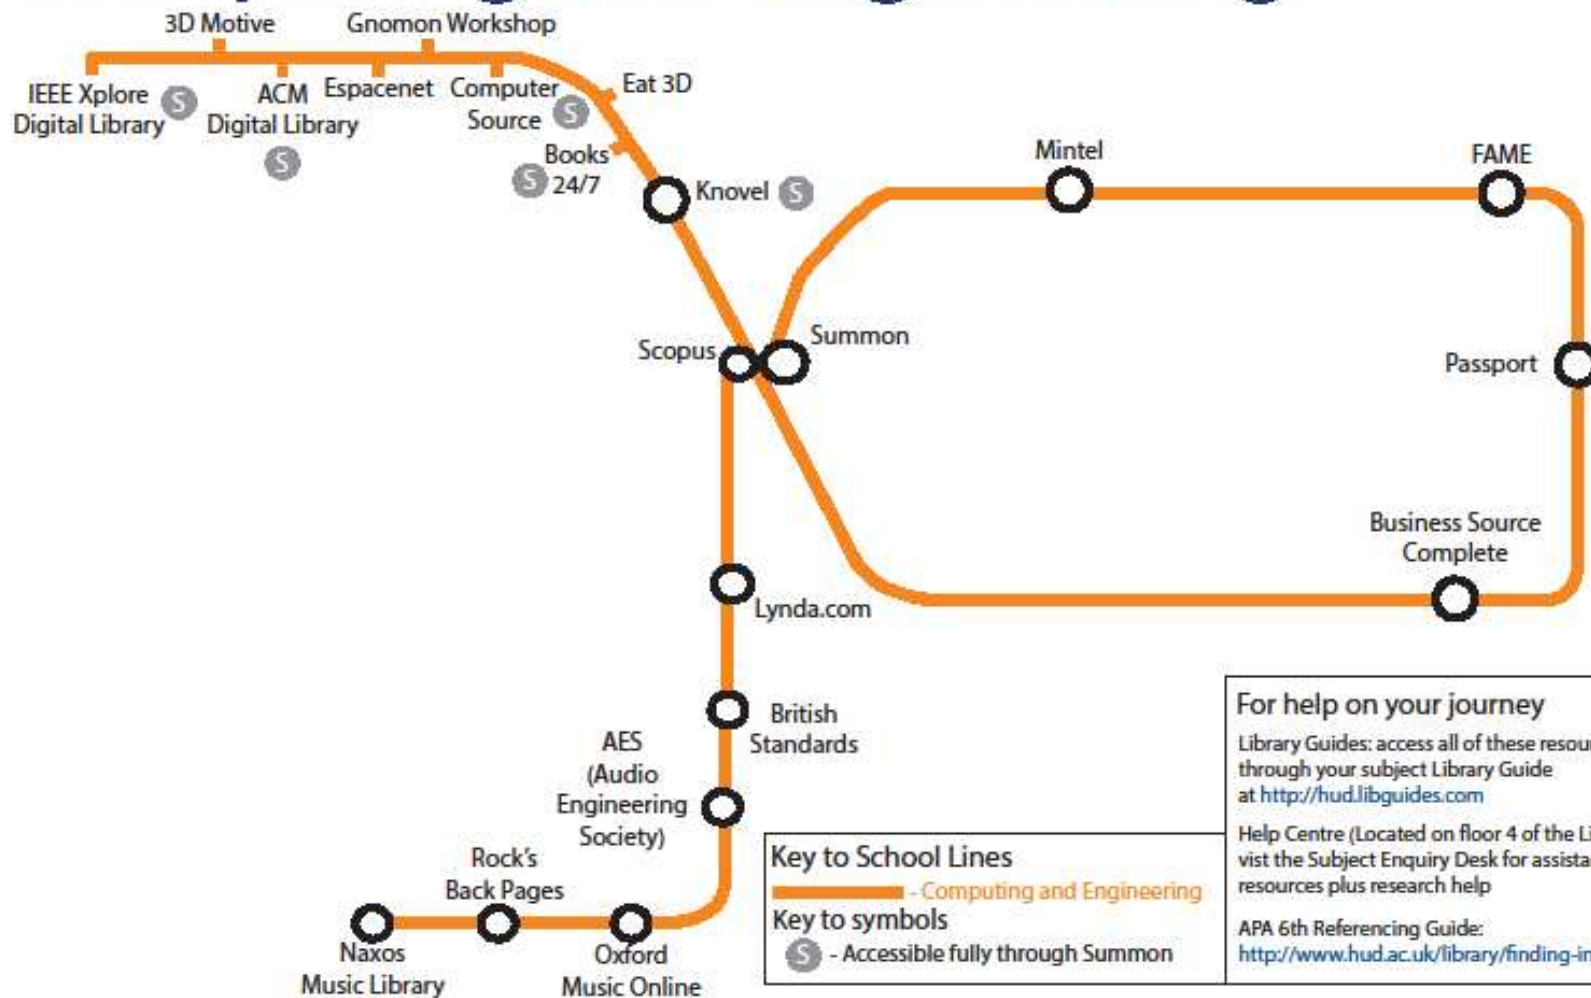 3D Motive
Gnomon Workshop
IEEE Xplore
Digital Library
S
ACM
Digital Library
S
Espacenet
Computer
Source
S
Eat 3D
Books
24/7
S
Knovel
S
Mintel
FAME
Scopus
Summon
Passport
Business Source
Complete
Lynda.com
British
Standards
AES
(Audio
Engineering
Society)
Rock's
Back Pages
Naxos
Music Library
Oxford
Music Online
Key to School Lines
- Computing and Engineering
Key to symbols
S - Accessible fully through Summon
For help on your journey
Library Guides: access all of these resour
through your subject Library Guide
at http://hud.libguides.com
Help Centre (Located on floor 4 of the Li
vist the Subject Enquiry Desk for assista
resources plus research help
APA 6th Referencing Guide:
http://www.hud.ac.uk/library/finding-in